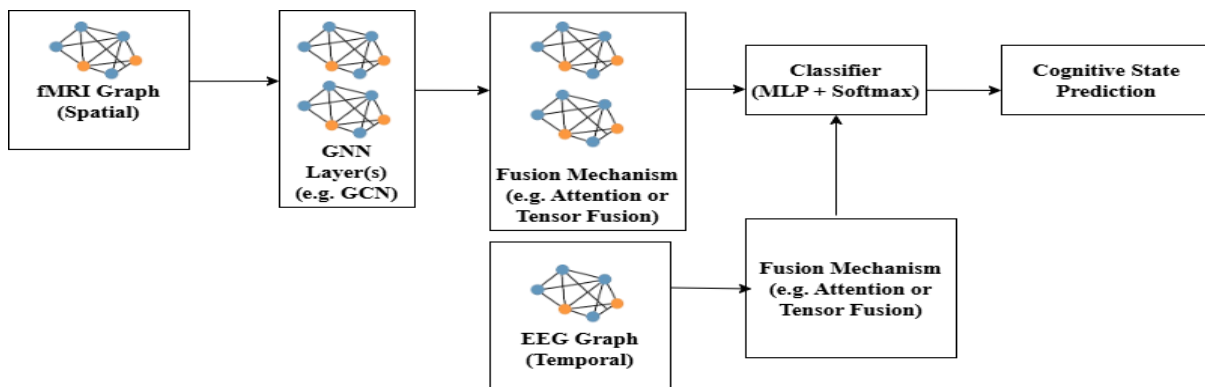 fMRI Graph
(Spatial)
GNN
Layer(s)
(e.g. GCN)
Fusion Mechanism
(e.g. Attention or
Tensor Fusion)
Classifier
(MLP + Softmax)
Cognitive State
Prediction
EEG Graph
(Temporal)
Fusion Mechanism
(e.g. Attention or
Tensor Fusion)